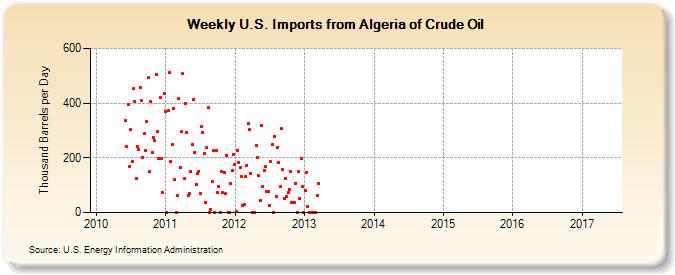 Weekly U.S. Imports from Algeria of Crude Oil
Thousand Barrels per Day
600
400
200
0
2010 2011 2012 2013 2014 2015 2016 2017
Source: U.S. Energy Information Administration